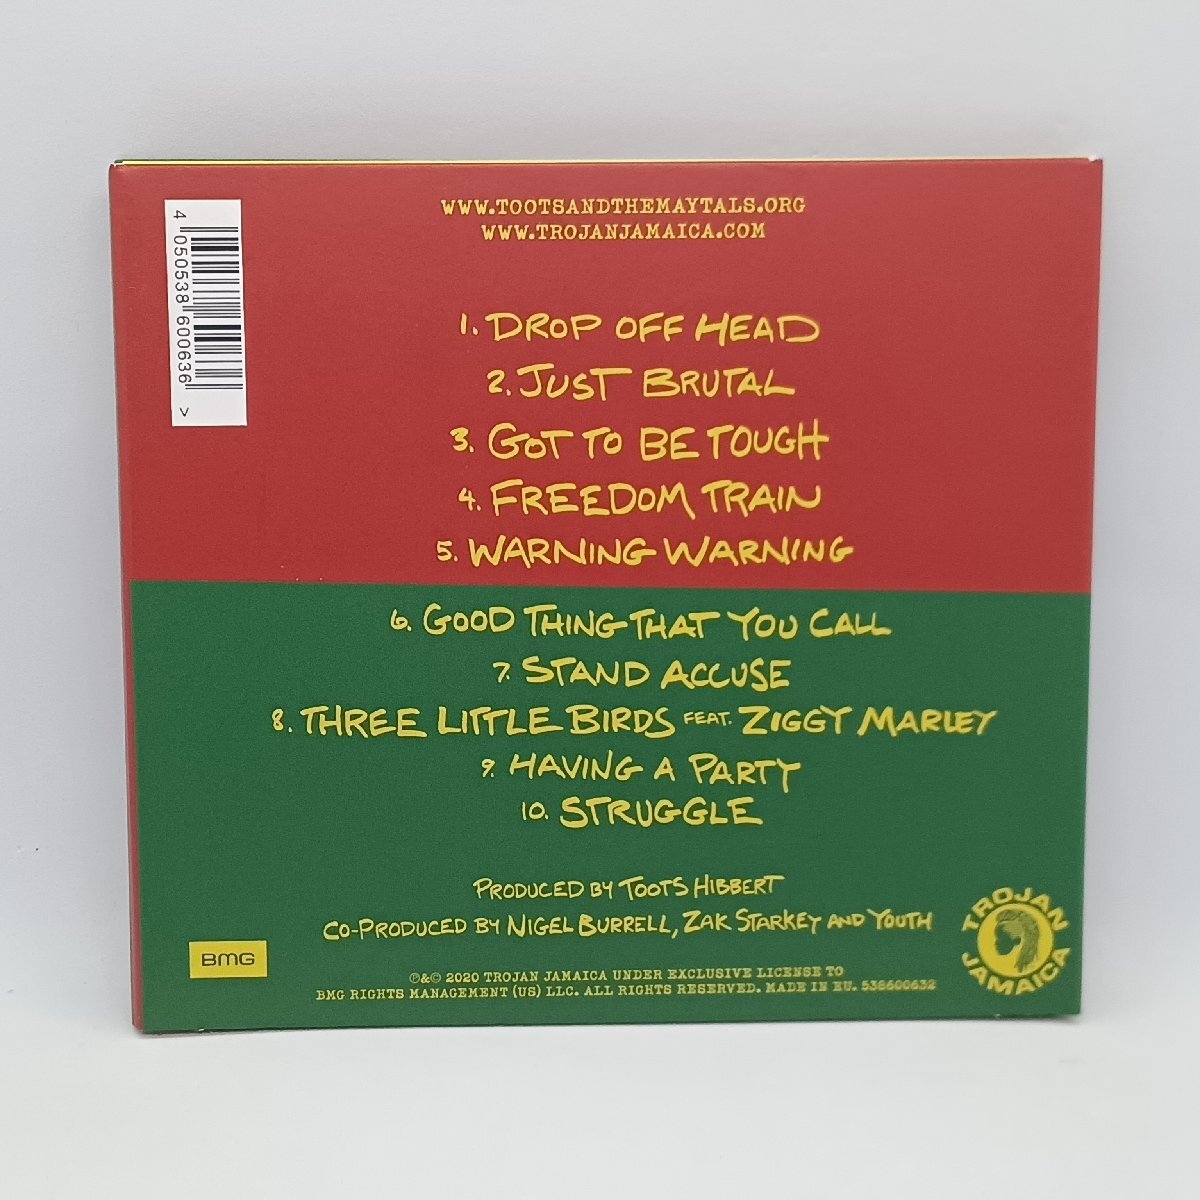 WWW.TOOTSANDTHEMAYTALS.ORG
WWW.TROJANJAMAICA.COM
4 050538 600636 >
1. DROP OFF HEAD
2. JUST BRUTAL
3. GOT TO BE TOUGH
4. FREEDOM TRAIN
5. WARNING WARNING
6. GOOD THING THAT YOU CALL
7. STAND ACCUSE
8. THREE LITTLE BIRDS FEAT. ZIGGY MARLEY
9. HAVING A PARTY
10. STRUGGLE
PRODUCED BY TOOTS HIBBERT
CO-PRODUCED BY NIGEL BURRELL, ZAK STARKEY AND YOUTH
BMG
℗&© 2020 TROJAN JAMAICA UNDER EXCLUSIVE LICENSE TO
BMG RIGHTS MANAGEMENT (US) LLC. ALL RIGHTS RESERVED. MADE IN EU. 538600632
TROJAN
JAMAICA